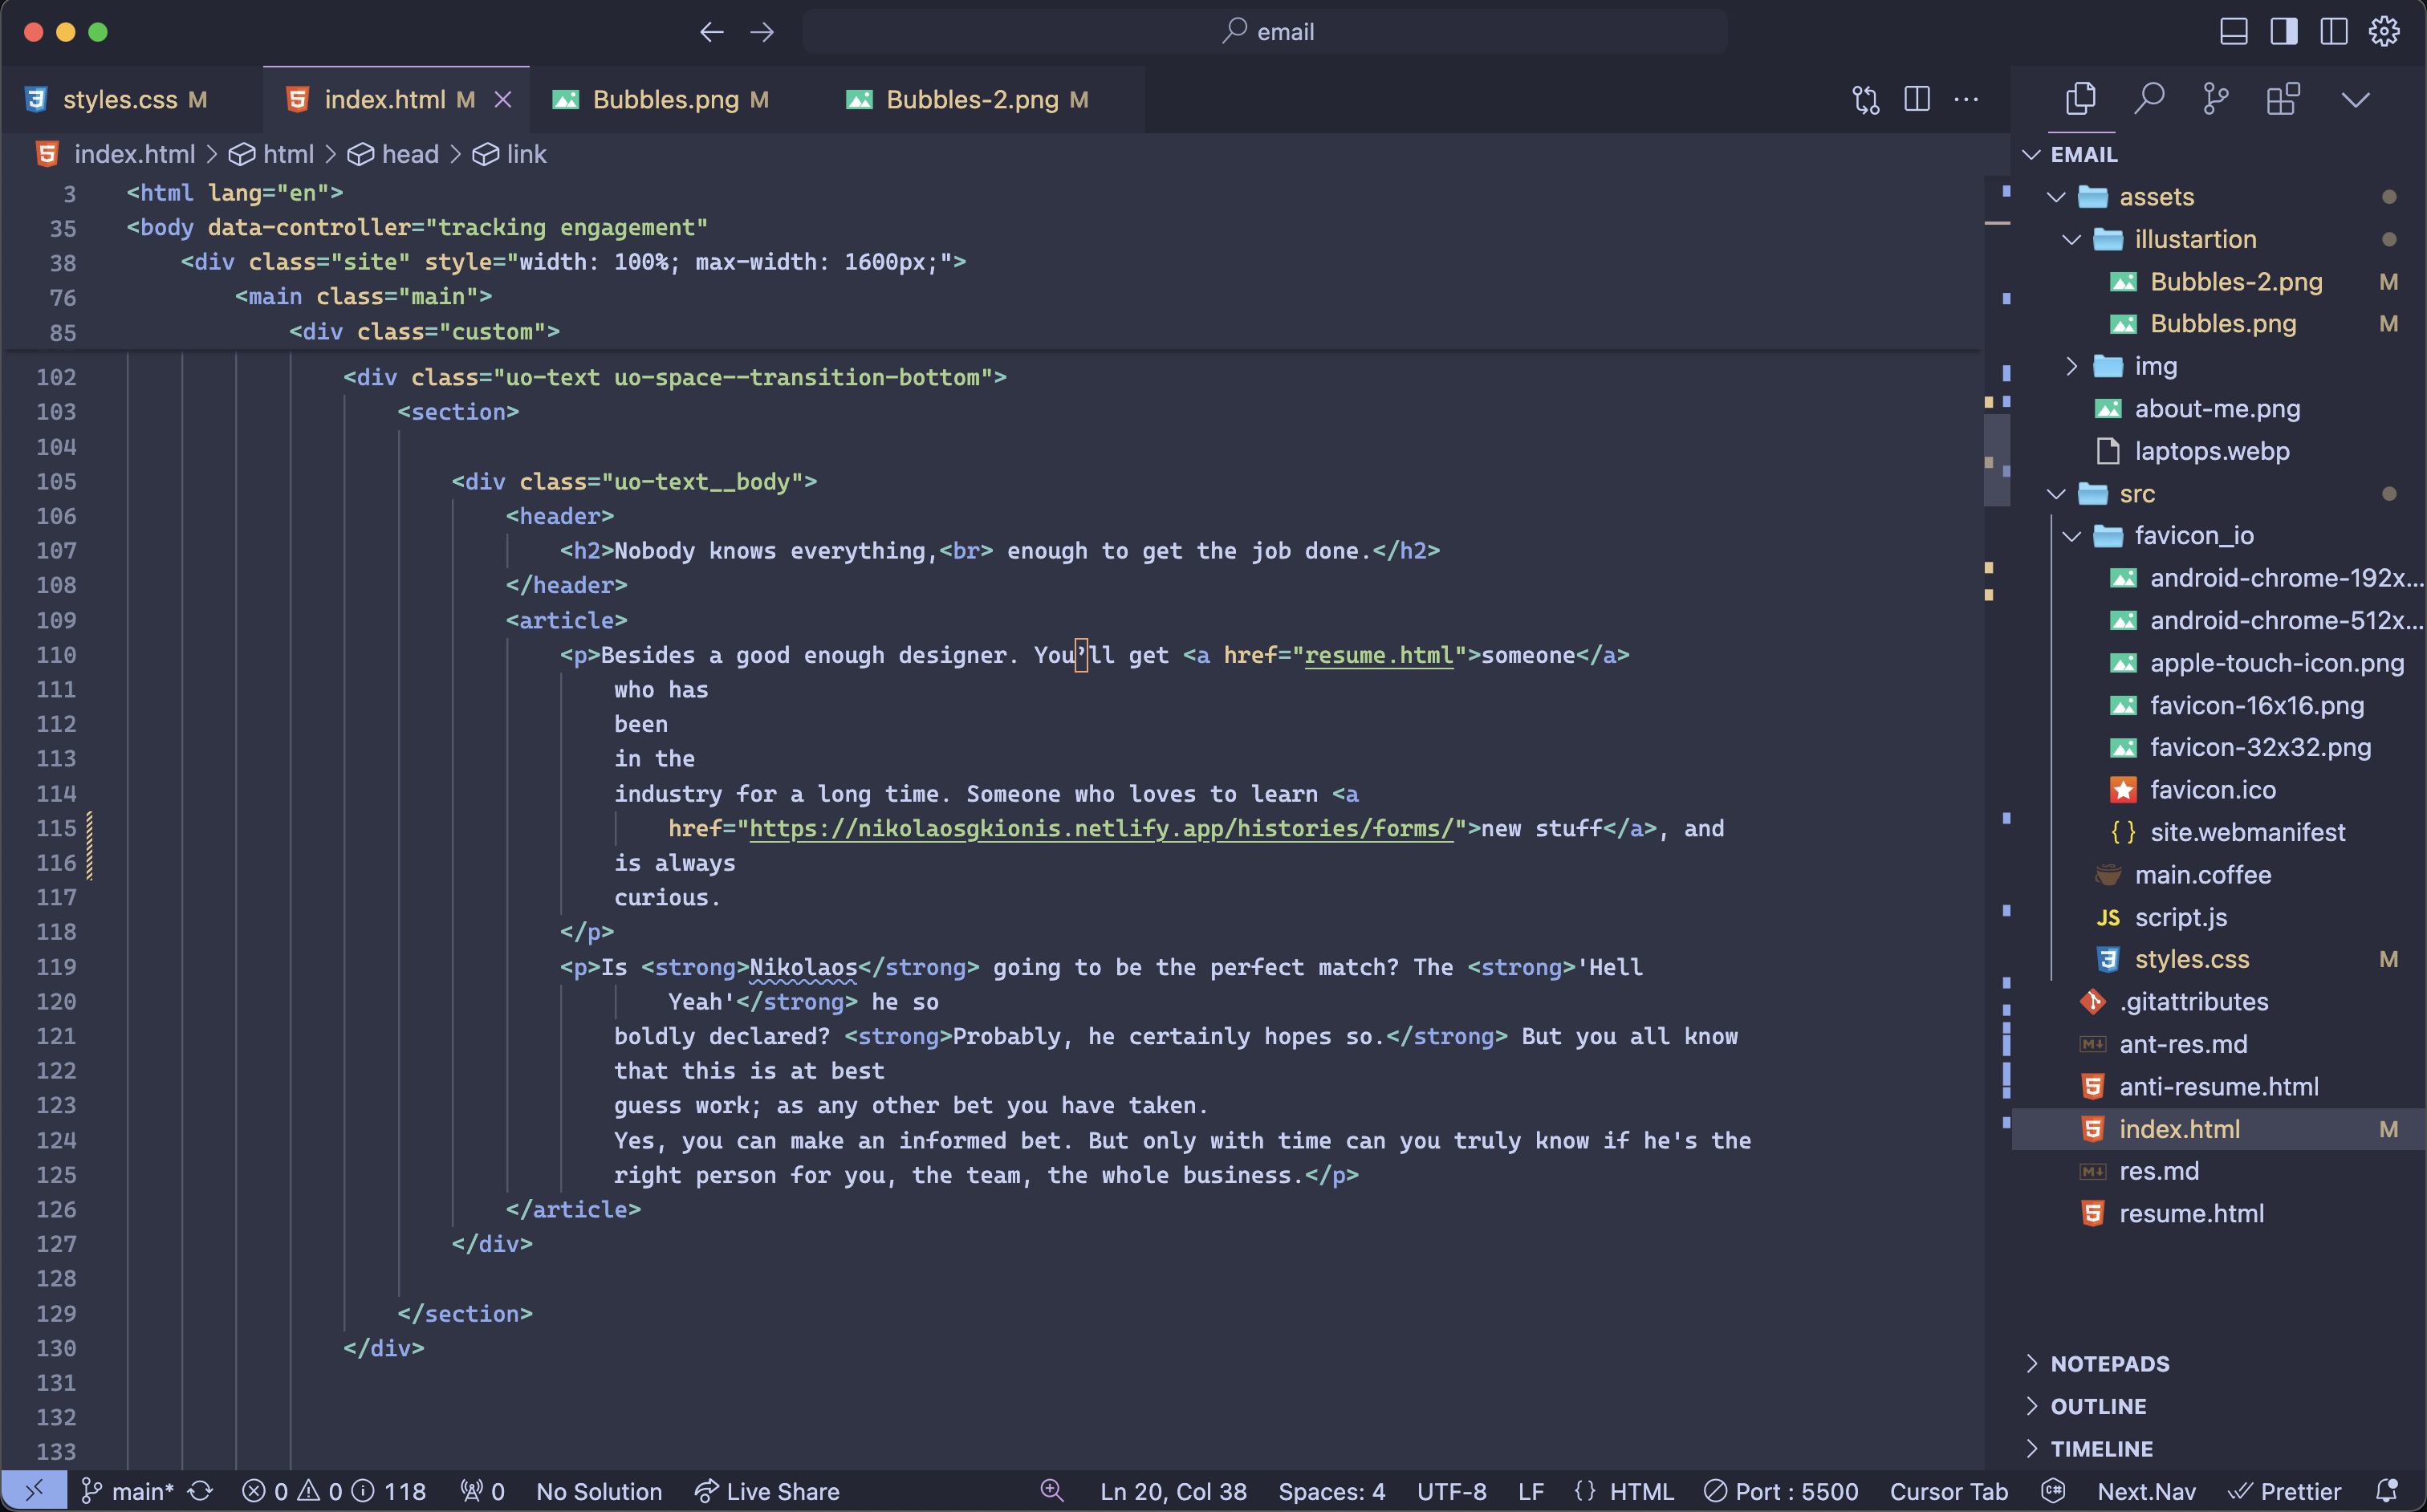 email
styles.css M
index.html M
Bubbles.png M
Bubbles-2.png M
index.html > html > head > link
3 <html lang="en">
35 <body data-controller="tracking engagement"
38 <div class="site" style="width: 100%; max-width: 1600px;">
76 <main class="main">
85 <div class="custom">
102 <div class="uo-text uo-space--transition-bottom">
103 <section>
104
105 <div class="uo-text__body">
106 <header>
107 <h2>Nobody knows everything,<br> enough to get the job done.</h2>
108 </header>
109 <article>
110 <p>Besides a good enough designer. You’ll get <a href="resume.html">someone</a>
111 who has
112 been
113 in the
114 industry for a long time. Someone who loves to learn <a
115 href="https://nikolaosgkionis.netlify.app/histories/forms/">new stuff</a>, and
116 is always
117 curious.
118 </p>
119 <p>Is <strong>Nikolaos</strong> going to be the perfect match? The <strong>'Hell
120 Yeah'</strong> he so
121 boldly declared? <strong>Probably, he certainly hopes so.</strong> But you all know
122 that this is at best
123 guess work; as any other bet you have taken.
124 Yes, you can make an informed bet. But only with time can you truly know if he's the
125 right person for you, the team, the whole business.</p>
126 </article>
127 </div>
128
129 </section>
130 </div>
131
132
133
EMAIL
assets
illustartion
Bubbles-2.png M
Bubbles.png M
img
about-me.png
laptops.webp
src
favicon_io
android-chrome-192x...
android-chrome-512x...
apple-touch-icon.png
favicon-16x16.png
favicon-32x32.png
favicon.ico
{ } site.webmanifest
main.coffee
JS script.js
styles.css M
.gitattributes
ant-res.md
anti-resume.html
index.html M
res.md
resume.html
NOTEPADS
OUTLINE
TIMELINE
main* 0 0 118 0 No Solution Live Share Ln 20, Col 38 Spaces: 4 UTF-8 LF {} HTML Port : 5500 Cursor Tab Next.Nav Prettier